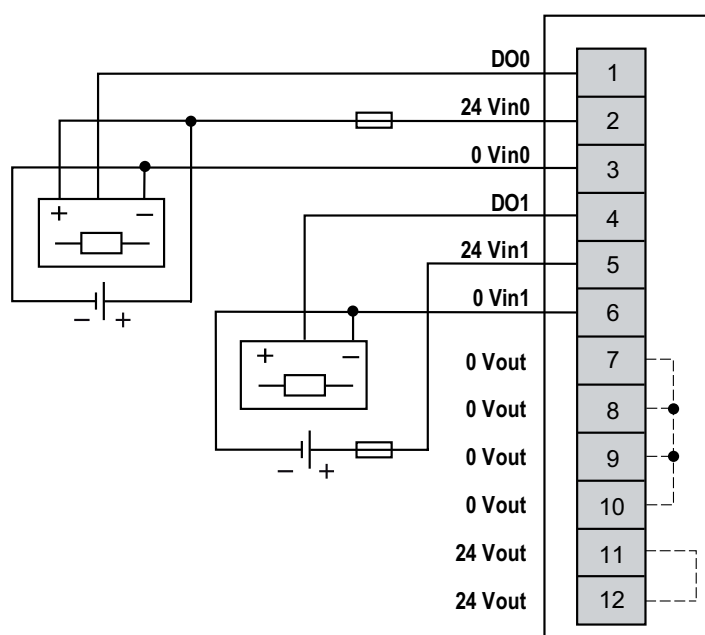 DO0 1
24 Vin0 2
0 Vin0 3
DO1 4
+ −
24 Vin1 5
0 Vin1 6
− +
+ −
0 Vout 7
0 Vout 8
0 Vout 9
− +
0 Vout 10
24 Vout 11
24 Vout 12